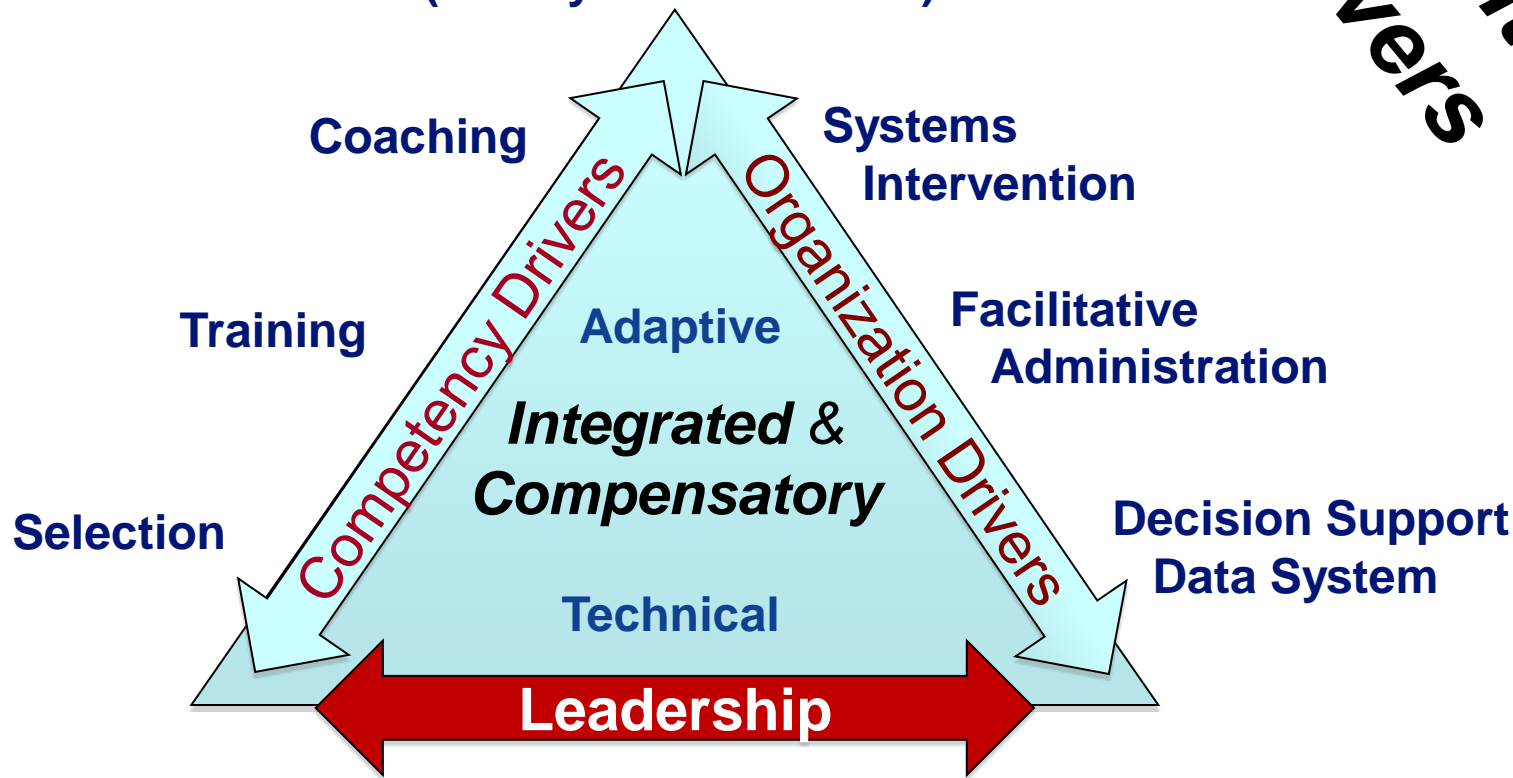 vers
Coaching
Systems
Intervention
Competency Drivers
Organization Drivers
Training
Adaptive
Facilitative
Administration
Integrated &
Compensatory
Selection
Decision Support
Data System
Technical
Leadership